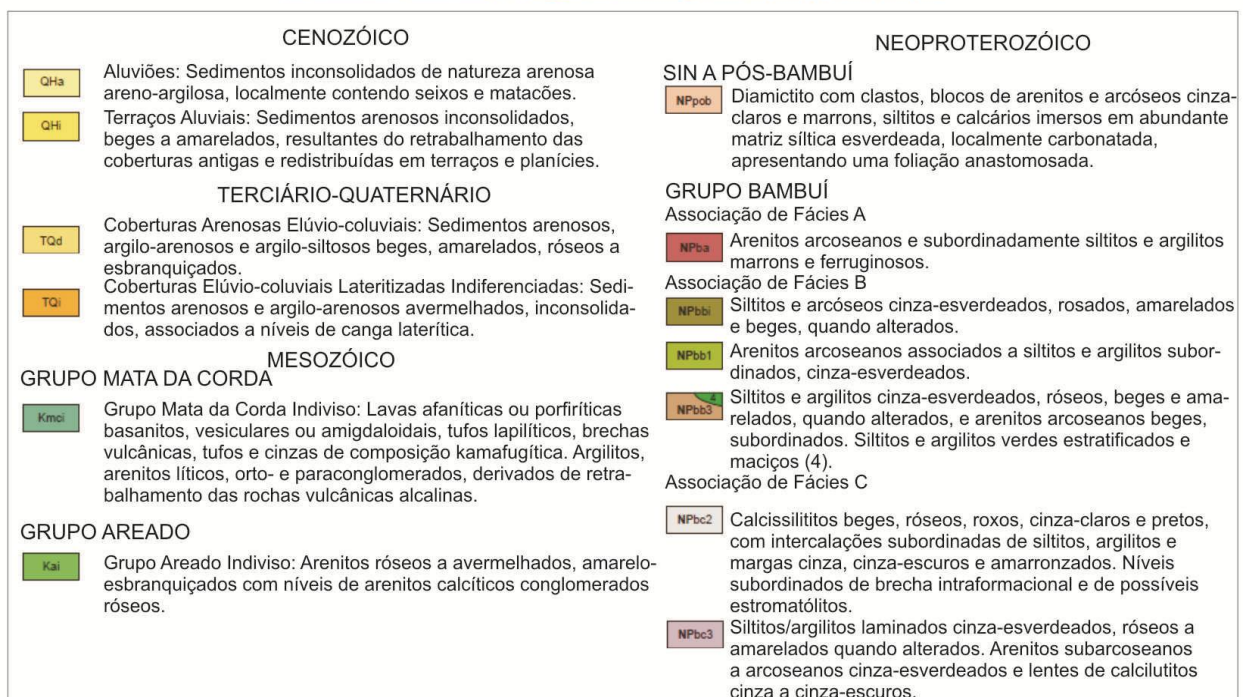 CENOZÓICO
QHa
Aluviões: Sedimentos inconsolidados de natureza arenosa
areno-argilosa, localmente contendo seixos e matacões.
QHi
Terraços Aluviais: Sedimentos arenosos inconsolidados,
beges a amarelados, resultantes do retrabalhamento das
coberturas antigas e redistribuídas em terraços e planícies.
TERCIÁRIO-QUATERNÁRIO
TQd
Coberturas Arenosas Elúvio-coluviais: Sedimentos arenosos,
argilo-arenosos e argilo-siltosos beges, amarelados, róseos a
esbranquiçados.
TQi
Coberturas Elúvio-coluviais Lateritizadas Indiferenciadas: Sedi-
mentos arenosos e argilo-arenosos avermelhados, inconsolida-
dos, associados a níveis de canga laterítica.
MESOZÓICO
GRUPO MATA DA CORDA
Kmci
Grupo Mata da Corda Indiviso: Lavas afaníticas ou porfiríticas
basanitos, vesiculares ou amigdaloidais, tufos lapilíticos, brechas
vulcânicas, tufos e cinzas de composição kamafugítica. Argilitos,
arenitos líticos, orto- e paraconglomerados, derivados de retra-
balhamento das rochas vulcânicas alcalinas.
GRUPO AREADO
Kai
Grupo Areado Indiviso: Arenitos róseos a avermelhados, amarelo-
esbranquiçados com níveis de arenitos calcíticos conglomerados
róseos.
NEOPROTEROZÓICO
SIN A PÓS-BAMBUÍ
NPpob
Diamictito com clastos, blocos de arenitos e arcóseos cinza-
claros e marrons, siltitos e calcários imersos em abundante
matriz síltica esverdeada, localmente carbonatada,
apresentando uma foliação anastomosada.
GRUPO BAMBUÍ
Associação de Fácies A
NPba
Arenitos arcoseanos e subordinadamente siltitos e argilitos
marrons e ferruginosos.
Associação de Fácies B
NPbbi
Siltitos e arcóseos cinza-esverdeados, rosados, amarelados
e beges, quando alterados.
NPbb1
Arenitos arcoseanos associados a siltitos e argilitos subor-
dinados, cinza-esverdeados.
4
NPbb3
Siltitos e argilitos cinza-esverdeados, róseos, beges e ama-
relados, quando alterados, e arenitos arcoseanos beges,
subordinados. Siltitos e argilitos verdes estratificados e
maciços (4).
Associação de Fácies C
NPbc2
Calcissilititos beges, róseos, roxos, cinza-claros e pretos,
com intercalações subordinadas de siltitos, argilitos e
margas cinza, cinza-escuros e amarronzados. Níveis
subordinados de brecha intraformacional e de possíveis
estromatólitos.
NPbc3
Siltitos/argilitos laminados cinza-esverdeados, róseos a
amarelados quando alterados. Arenitos subarcoseanos
a arcoseanos cinza-esverdeados e lentes de calcilutitos
cinza a cinza-escuros.